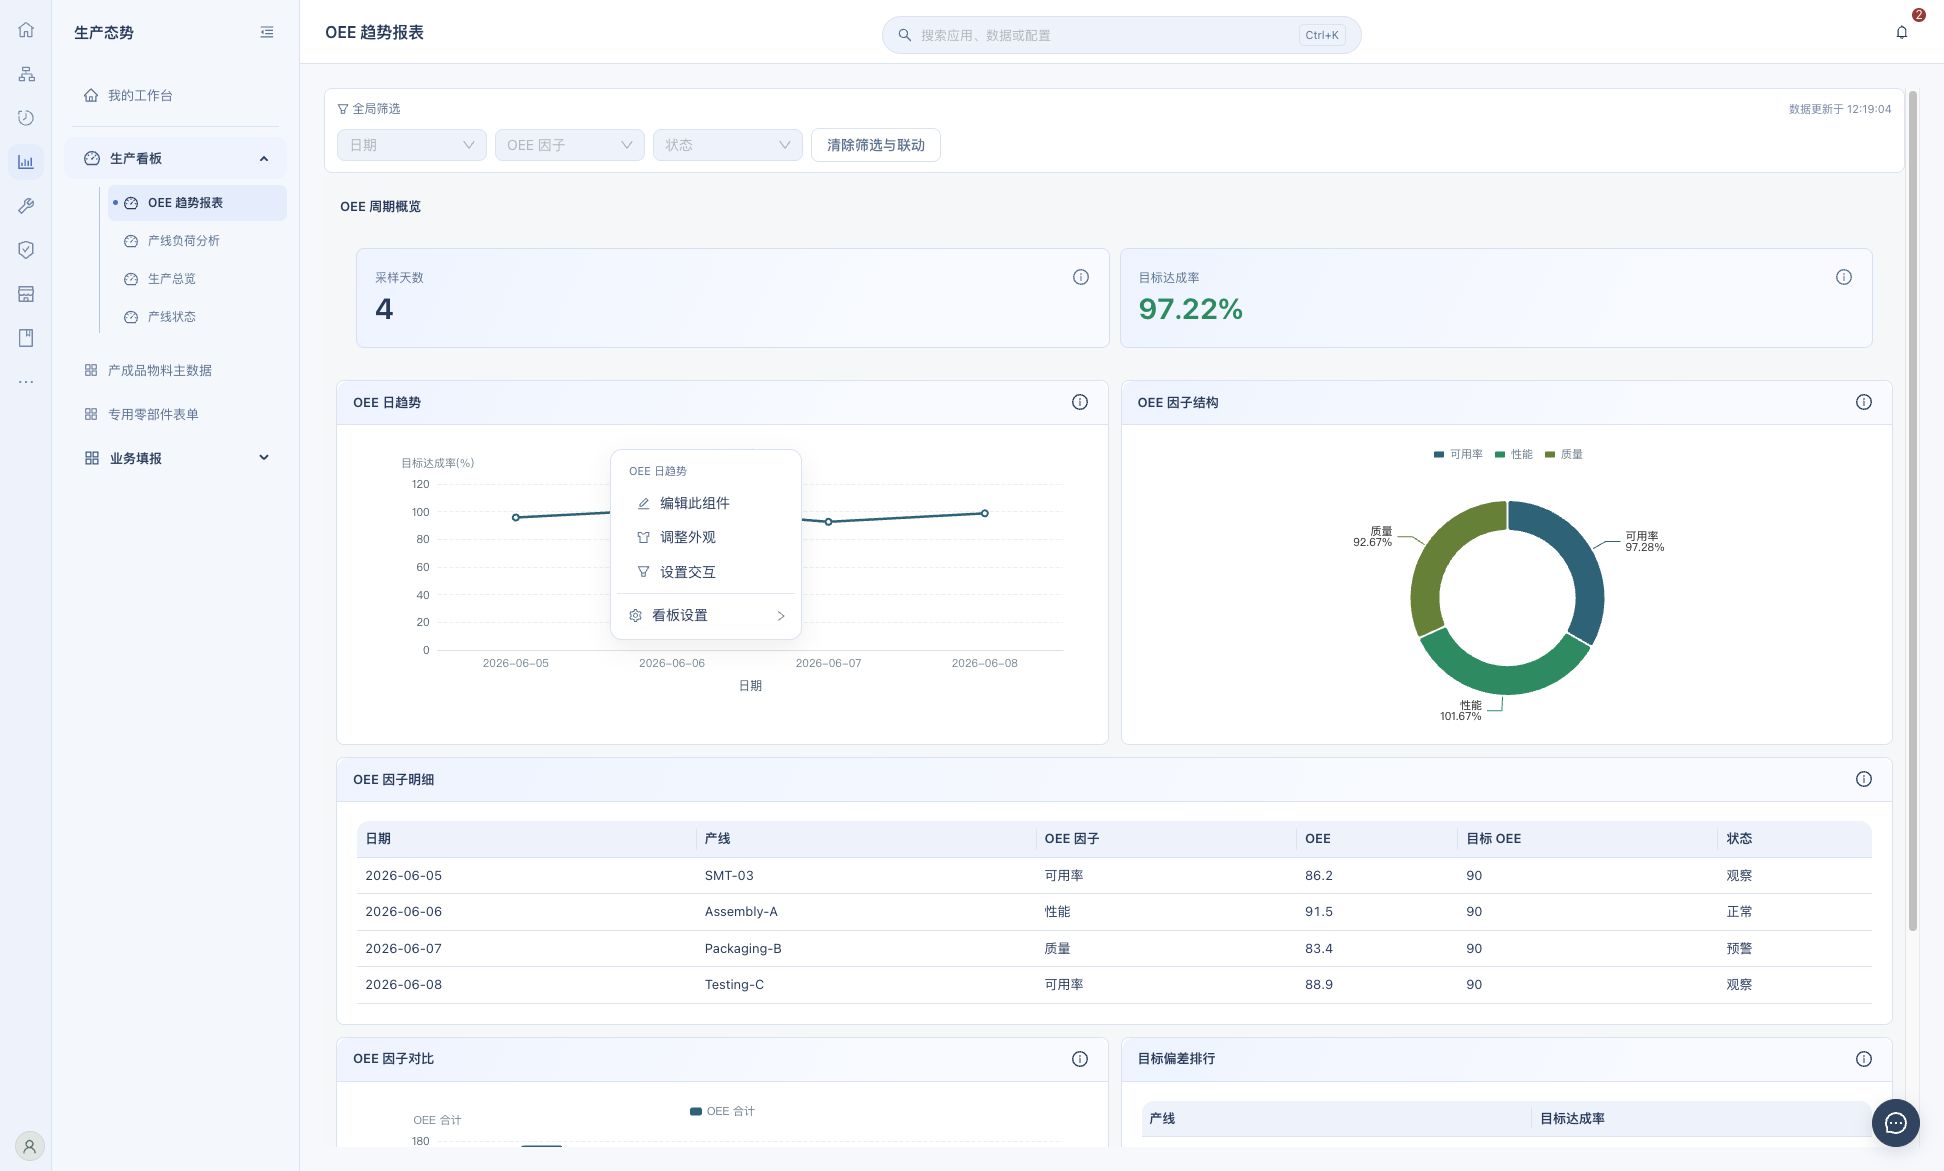 生产态势
OEE 趋势报表
搜索应用、数据或配置
Ctrl+K
2
我的工作台
生产看板
OEE 趋势报表
产线负荷分析
生产总览
产线状态
产成品物料主数据
专用零部件表单
业务填报
全局筛选
数据更新于 12:19:04
日期
OEE 因子
状态
清除筛选与联动
OEE 周期概览
采样天数
4
目标达成率
97.22%
OEE 日趋势
目标达成率(%)
120
100
80
60
40
20
0
2026-06-05
2026-06-06
2026-06-07
2026-06-08
日期
OEE 日趋势
编辑此组件
调整外观
设置交互
看板设置
OEE 因子结构
可用率
性能
质量
质量
92.67%
可用率
97.28%
性能
101.67%
OEE 因子明细
日期 产线 OEE 因子 OEE 目标 OEE 状态
2026-06-05 SMT-03 可用率 86.2 90 观察
2026-06-06 Assembly-A 性能 91.5 90 正常
2026-06-07 Packaging-B 质量 83.4 90 预警
2026-06-08 Testing-C 可用率 88.9 90 观察
OEE 因子对比
OEE 合计
OEE 合计
180
目标偏差排行
产线 目标达成率